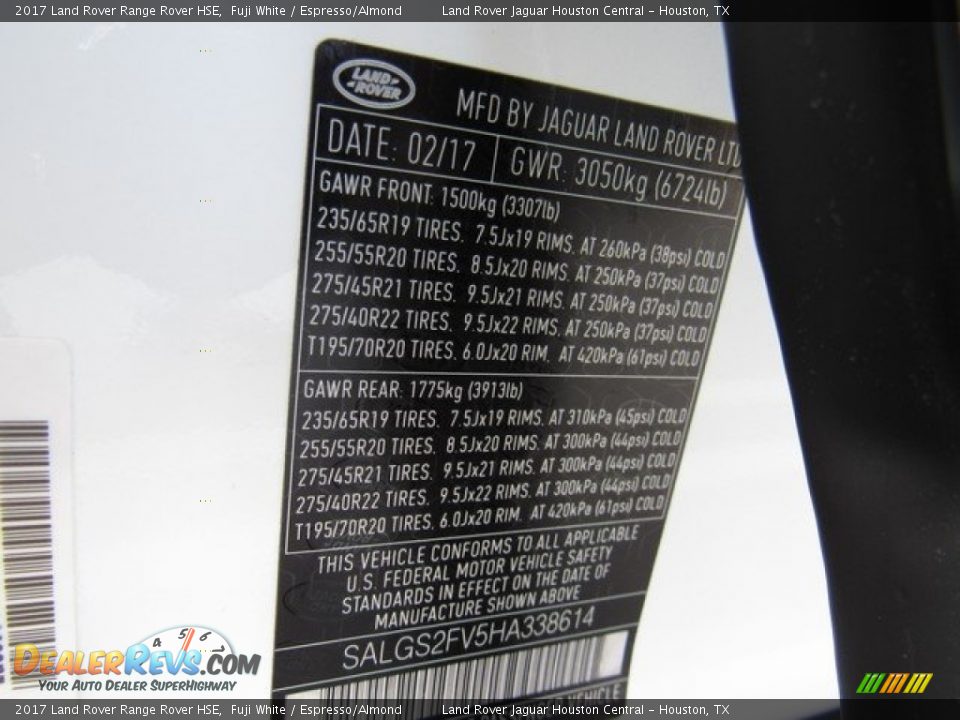 2017 Land Rover Range Rover HSE,  Fuji White / Espresso/Almond  Land Rover Jaguar Houston Central - Houston, TX
LAND ROVER
MFD BY JAGUAR LAND ROVER LTD
DATE: 02/17  GWR: 3050kg (6724lb)
GAWR FRONT: 1500kg (3307lb)
235/65R19 TIRES. 7.5Jx19 RIMS. AT 260kPa (38psi) COLD
255/55R20 TIRES. 8.5Jx20 RIMS. AT 250kPa (37psi) COLD
275/45R21 TIRES. 9.5Jx21 RIMS. AT 250kPa (37psi) COLD
275/40R22 TIRES. 9.5Jx22 RIMS. AT 250kPa (37psi) COLD
T195/70R20 TIRES. 6.0Jx20 RIM. AT 420kPa (61psi) COLD
GAWR REAR: 1775kg (3913lb)
235/65R19 TIRES. 7.5Jx19 RIMS. AT 310kPa (45psi) COLD
255/55R20 TIRES. 8.5Jx20 RIMS. AT 300kPa (44psi) COLD
275/45R21 TIRES. 9.5Jx21 RIMS. AT 300kPa (44psi) COLD
275/40R22 TIRES. 9.5Jx22 RIMS. AT 300kPa (44psi) COLD
T195/70R20 TIRES. 6.0Jx20 RIM. AT 420kPa (61psi) COLD
THIS VEHICLE CONFORMS TO ALL APPLICABLE
U.S. FEDERAL MOTOR VEHICLE SAFETY
STANDARDS IN EFFECT ON THE DATE OF
MANUFACTURE SHOWN ABOVE
SALGS2FV5HA338614
VEHICLE
4 5 6
DEALERREVS.COM
YOUR AUTO DEALER SUPERHIGHWAY
2017 Land Rover Range Rover HSE,  Fuji White / Espresso/Almond  Land Rover Jaguar Houston Central - Houston, TX